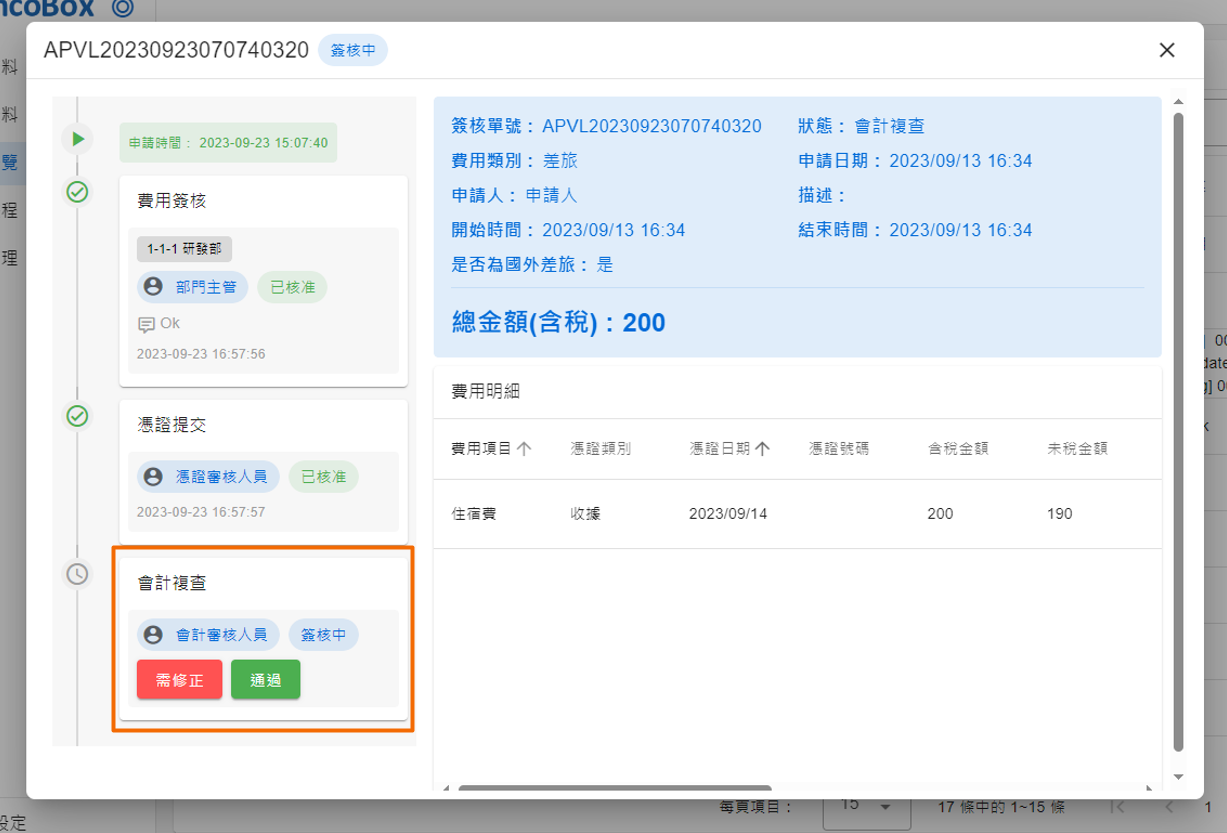 ncoBox
料
料
覽
程
理
設定
APVL20230923070740320 簽核中
申請時間： 2023-09-23 15:07:40
費用簽核
1-1-1 研發部
部門主管 已核准
Ok
2023-09-23 16:57:56
憑證提交
憑證審核人員 已核准
2023-09-23 16:57:57
會計複查
會計審核人員 簽核中
需修正 通過
簽核單號： APVL20230923070740320 狀態： 會計複查
費用類別： 差旅 申請日期： 2023/09/13 16:34
申請人： 申請人 描述：
開始時間： 2023/09/13 16:34 結束時間： 2023/09/13 16:34
是否為國外差旅： 是
總金額(含稅)：200
費用明細
費用項目 憑證類別 憑證日期 憑證號碼 含稅金額 未稅金額
住宿費 收據 2023/09/14 200 190
每頁項目： 15 17 條中的 1~15 條 1